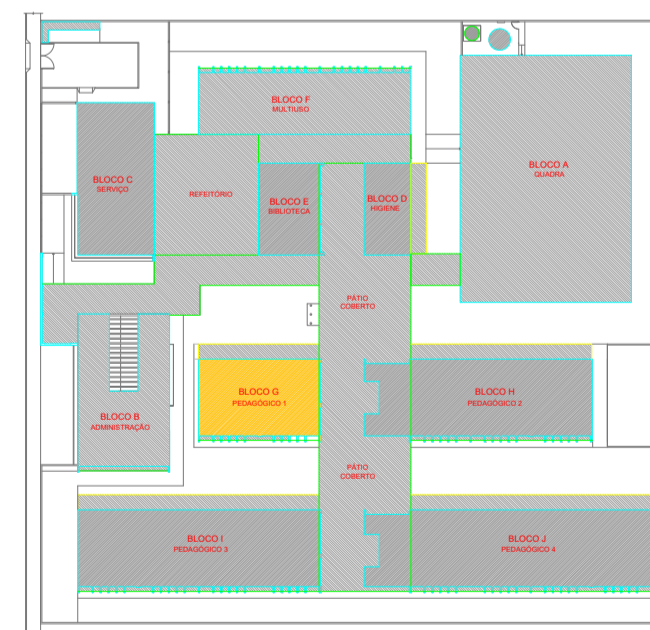 BLOCO F
MULTIUSO
BLOCO A
QUADRA
BLOCO C
SERVIÇO
REFEITÓRIO
BLOCO E
BIBLIOTECA
BLOCO D
HIGIENE
PÁTIO
COBERTO
BLOCO G
PEDAGÓGICO 1
BLOCO H
PEDAGÓGICO 2
BLOCO B
ADMINISTRAÇÃO
PÁTIO
COBERTO
BLOCO I
PEDAGÓGICO 3
BLOCO J
PEDAGÓGICO 4